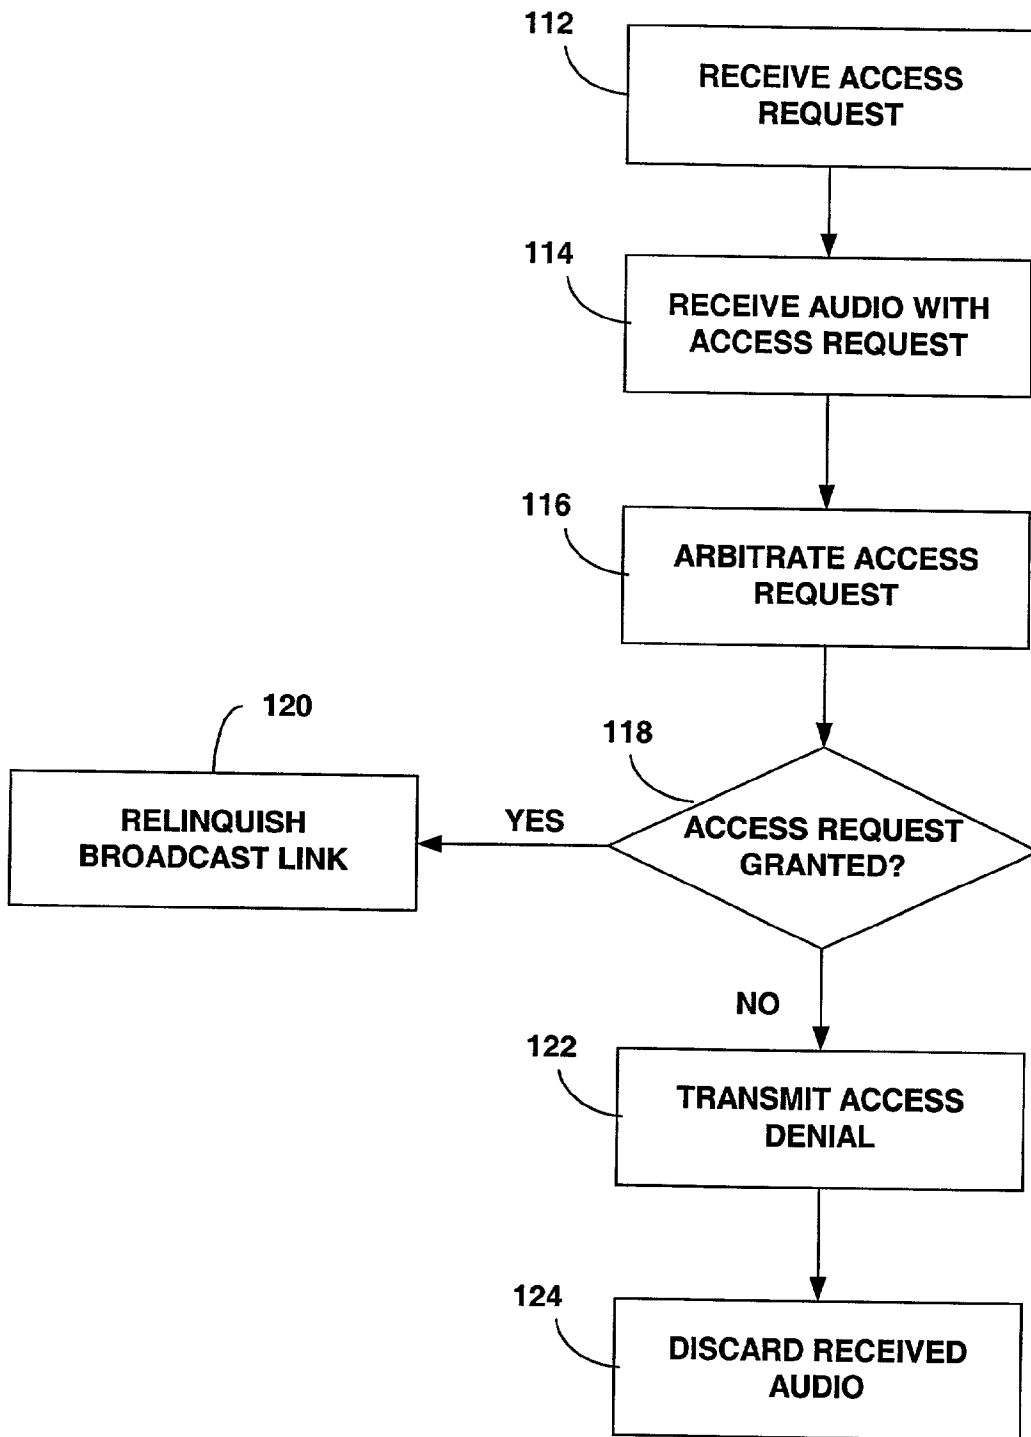 112
RECEIVE ACCESS
REQUEST
114
RECEIVE AUDIO WITH
ACCESS REQUEST
116
ARBITRATE ACCESS
REQUEST
118
ACCESS REQUEST
GRANTED?
YES
120
RELINQUISH
BROADCAST LINK
NO
122
TRANSMIT ACCESS
DENIAL
124
DISCARD RECEIVED
AUDIO